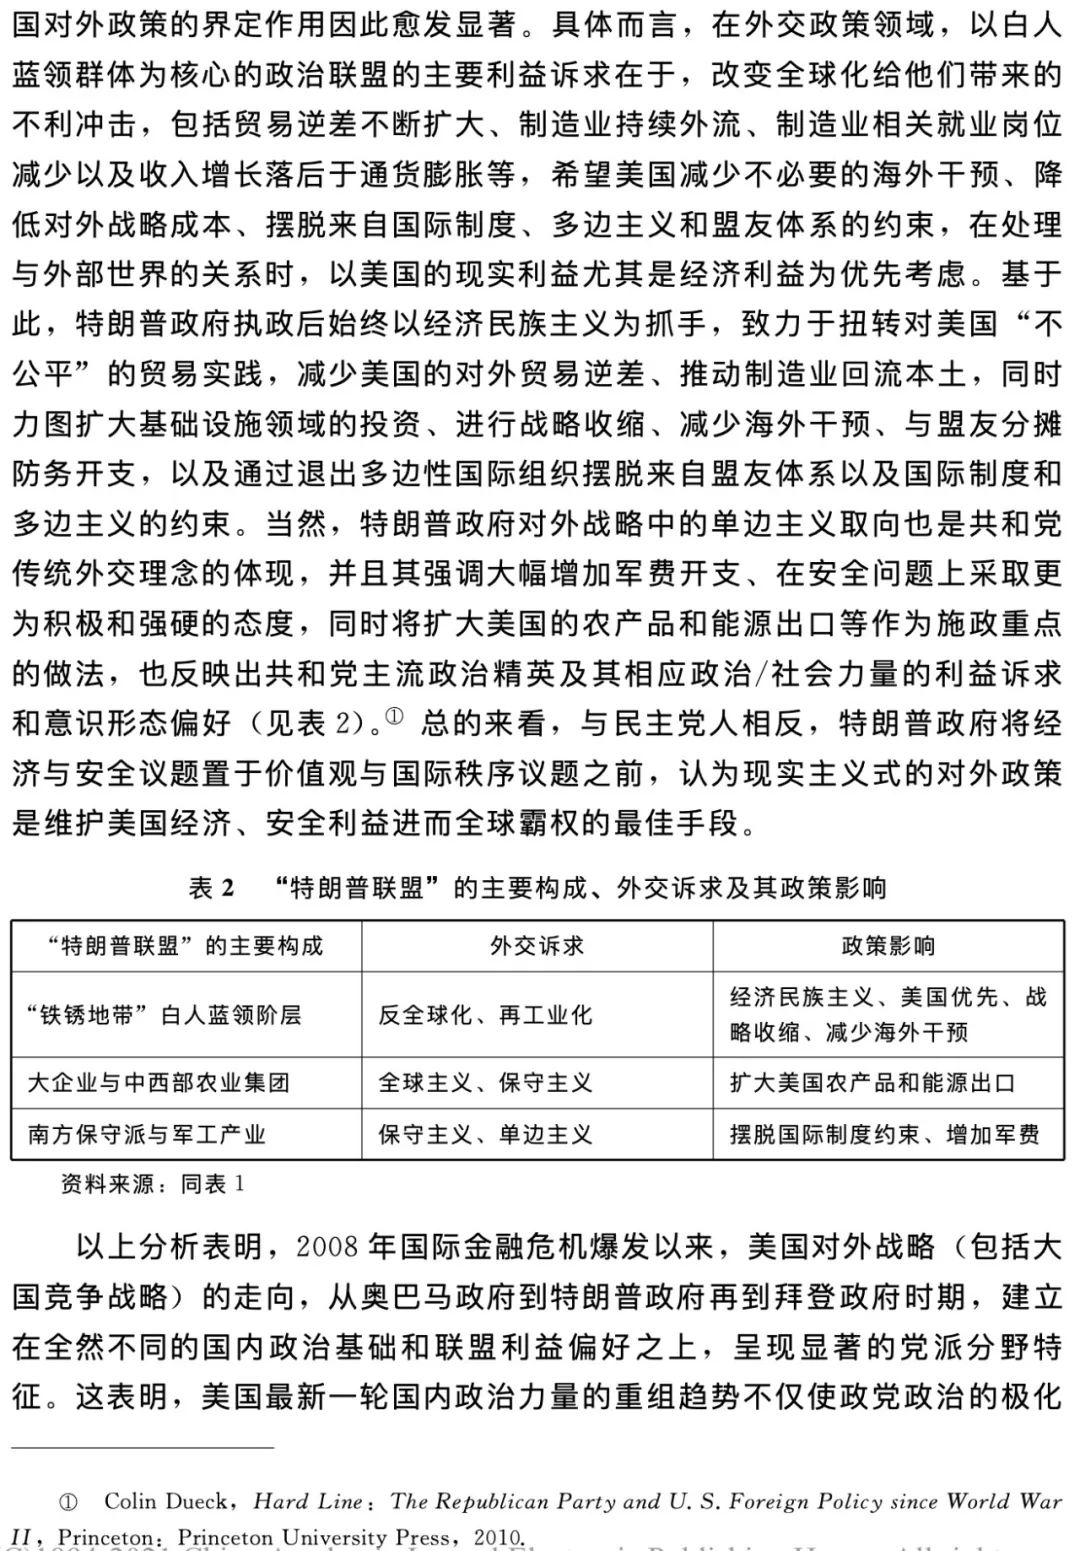 国对外政策的界定作用因此愈发显著。具体而言，在外交政策领域，以白人
蓝领群体为核心的政治联盟的主要利益诉求在于，改变全球化给他们带来的
不利冲击，包括贸易逆差不断扩大、制造业持续外流、制造业相关就业岗位
减少以及收入增长落后于通货膨胀等，希望美国减少不必要的海外干预、降
低对外战略成本、摆脱来自国际制度、多边主义和盟友体系的约束，在处理
与外部世界的关系时，以美国的现实利益尤其是经济利益为优先考虑。基于
此，特朗普政府执政后始终以经济民族主义为抓手，致力于扭转对美国“不
公平”的贸易实践，减少美国的对外贸易逆差、推动制造业回流本土，同时
力图扩大基础设施领域的投资、进行战略收缩、减少海外干预、与盟友分摊
防务开支，以及通过退出多边性国际组织摆脱来自盟友体系以及国际制度和
多边主义的约束。当然，特朗普政府对外战略中的单边主义取向也是共和党
传统外交理念的体现，并且其强调大幅增加军费开支、在安全问题上采取更
为积极和强硬的态度，同时将扩大美国的农产品和能源出口等作为施政重点
的做法，也反映出共和党主流政治精英及其相应政治/社会力量的利益诉求
和意识形态偏好（见表 2）。① 总的来看，与民主党人相反，特朗普政府将经
济与安全议题置于价值观与国际秩序议题之前，认为现实主义式的对外政策
是维护美国经济、安全利益进而全球霸权的最佳手段。
表 2 “特朗普联盟”的主要构成、外交诉求及其政策影响
“特朗普联盟”的主要构成 外交诉求 政策影响
“铁锈地带”白人蓝领阶层 反全球化、再工业化 经济民族主义、美国优先、战
略收缩、减少海外干预
大企业与中西部农业集团 全球主义、保守主义 扩大美国农产品和能源出口
南方保守派与军工产业 保守主义、单边主义 摆脱国际制度约束、增加军费
资料来源：同表 1
以上分析表明，2008 年国际金融危机爆发以来，美国对外战略（包括大
国竞争战略）的走向，从奥巴马政府到特朗普政府再到拜登政府时期，建立
在全然不同的国内政治基础和联盟利益偏好之上，呈现显著的党派分野特
征。这表明，美国最新一轮国内政治力量的重组趋势不仅使政党政治的极化
① Colin Dueck, Hard Line: The Republican Party and U. S. Foreign Policy since World War
II, Princeton: Princeton University Press, 2010.